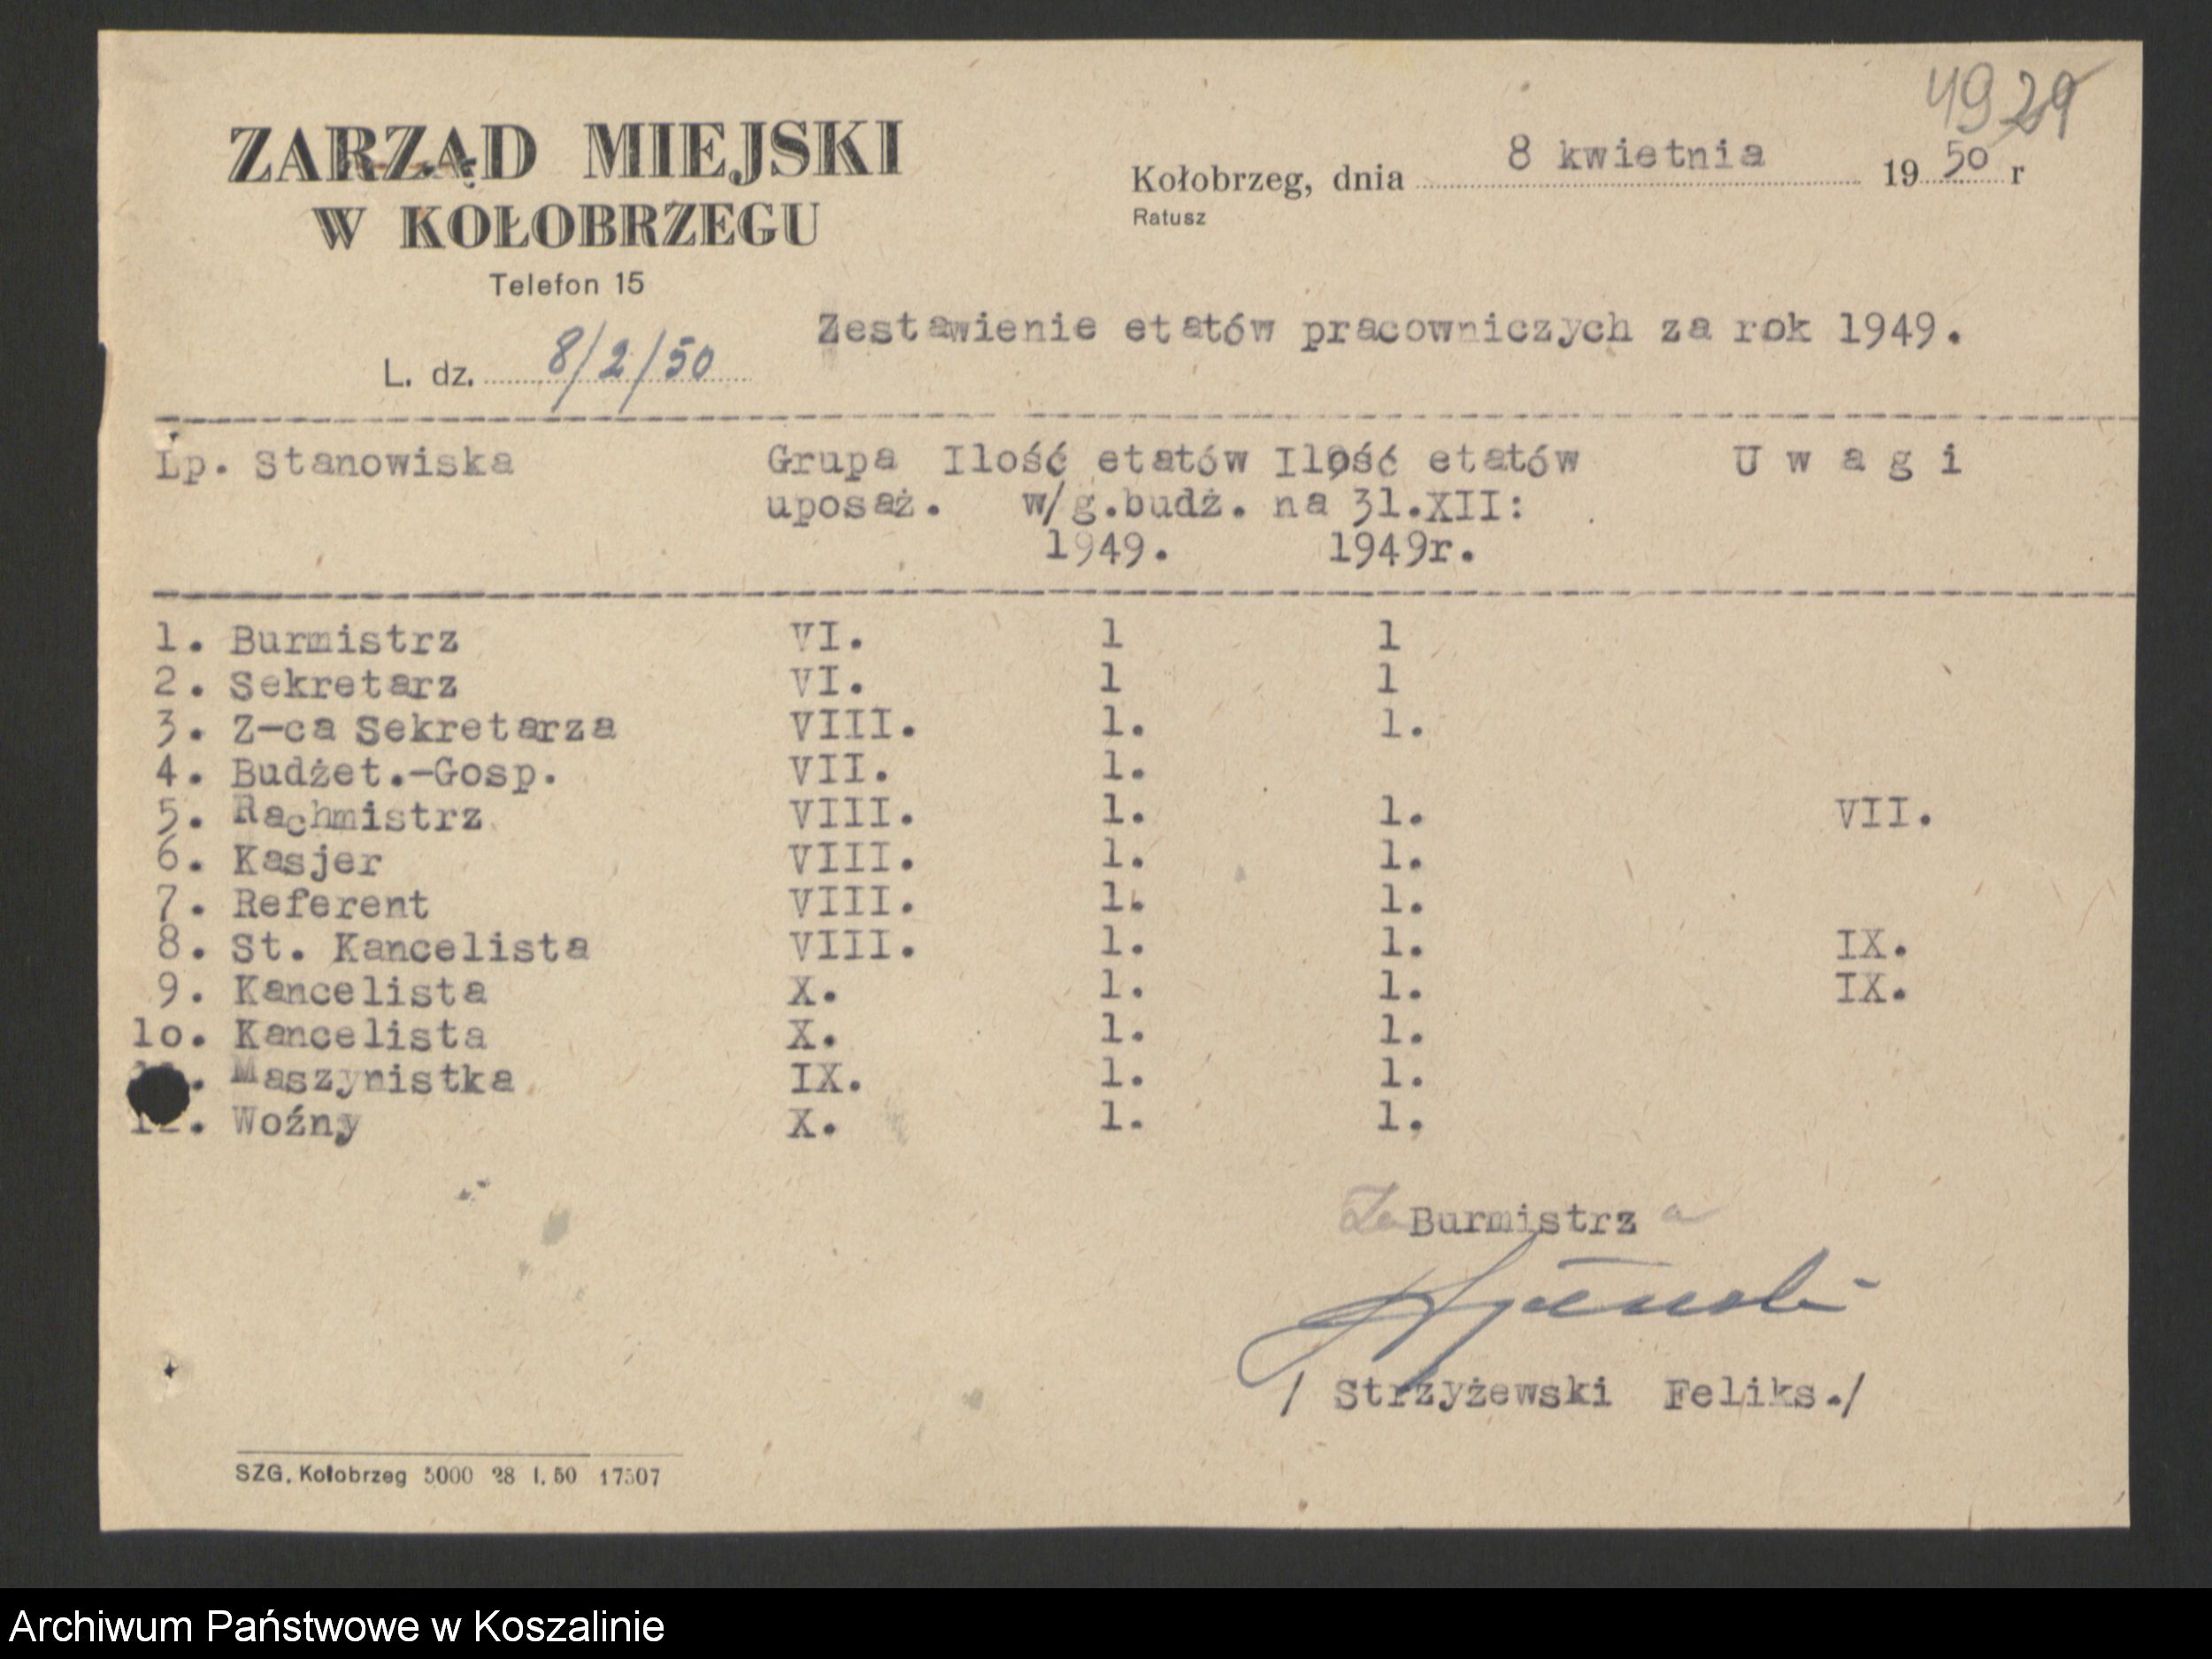 4929
ZARZĄD MIEJSKI
W KOŁOBRZEGU
Telefon 15
Kołobrzeg, dnia 8 kwietnia 1950 r
Ratusz
Zestawienie etatów pracowniczych za rok 1949.
L. dz. 8/2/50
Lp. Stanowiska Grupa Ilość etatów Ilość etatów U w a g i
uposaż. w/g.budż. na 31.XII:
1949. 1949r.
1. Burmistrz VI. 1 1
2. Sekretarz VI. 1 1
3. Z-ca Sekretarza VIII. 1. 1.
4. Budżet.-Gosp. VII. 1.
5. Rachmistrz VIII. 1. 1. VII.
6. Kasjer VIII. 1. 1.
7. Referent VIII. 1. 1.
8. St. Kancelista VIII. 1. 1. IX.
9. Kancelista X. 1. 1. IX.
1o. Kancelista X. 1. 1.
Maszynistka IX. 1. 1.
12. Woźny X. 1. 1.
Za Burmistrza
/ Strzyżewski Feliks./
SZG. Kołobrzeg 5000 28 I. 50 17507
Archiwum Państwowe w Koszalinie